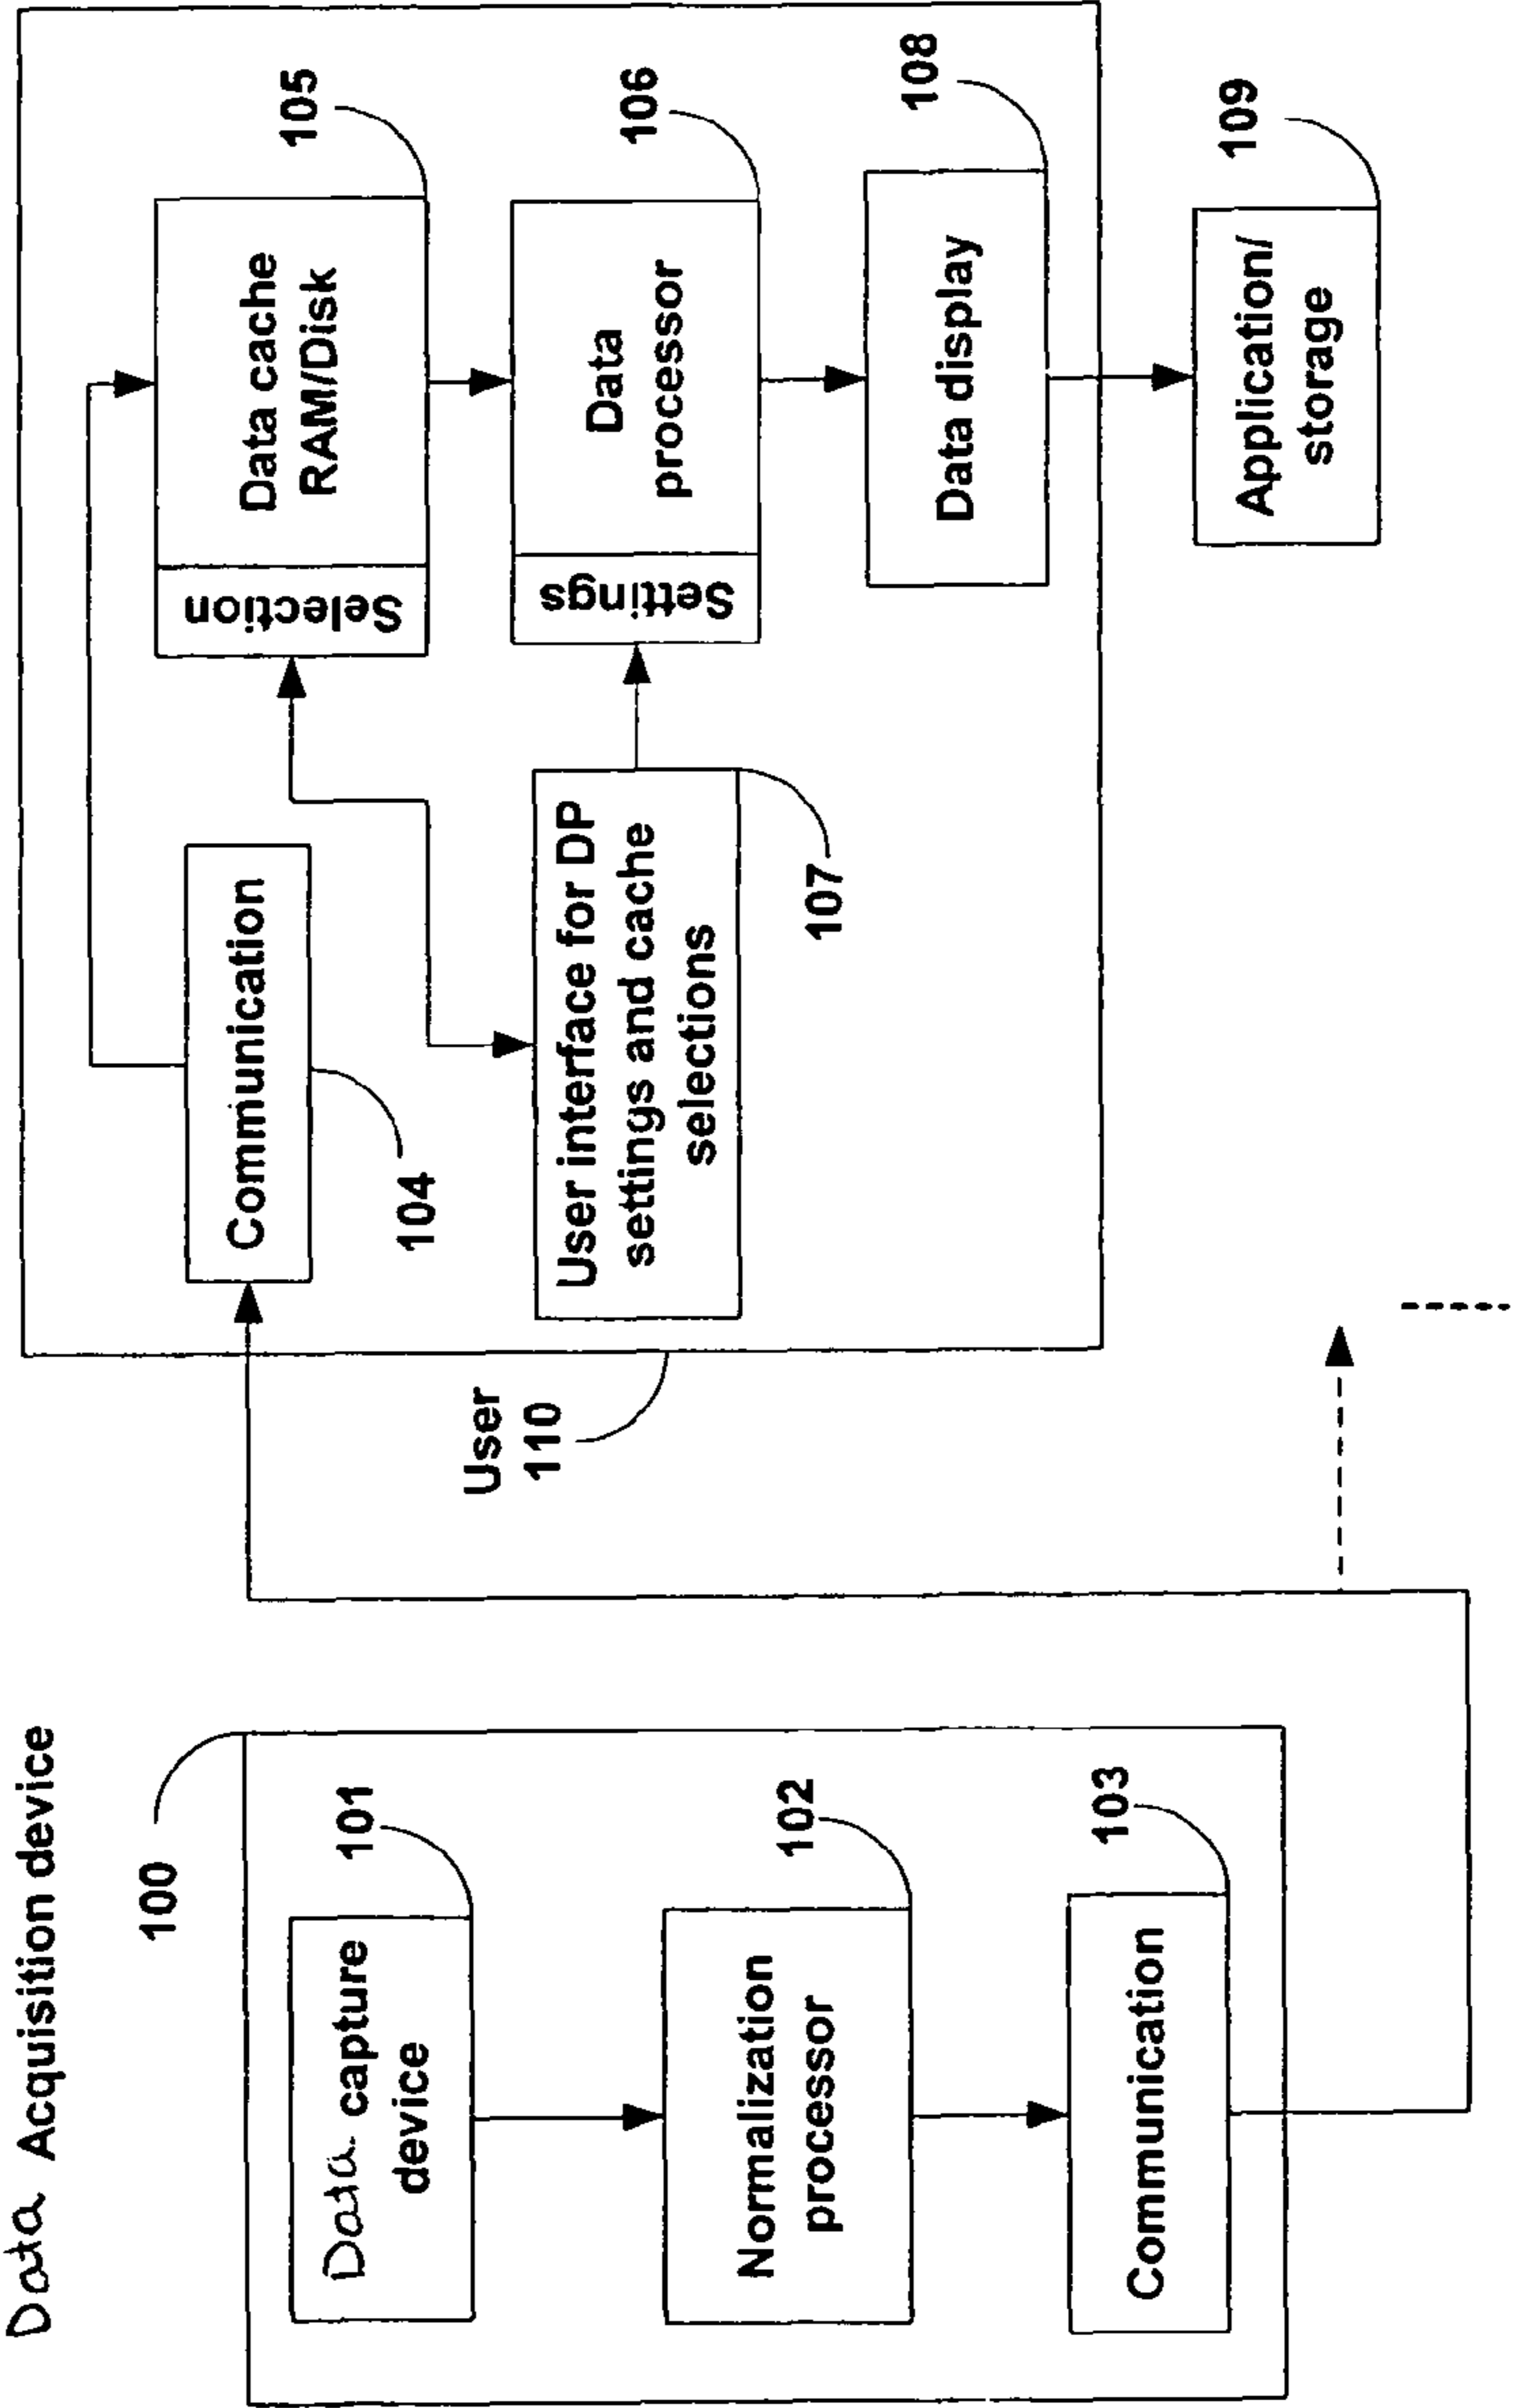 Data Acquisition device
100
Data capture
device
101
Normalization
processor
102
Communication
103
User
110
Communication
104
Selection
Data cache
RAM/Disk
105
User interface for DP
settings and cache
selections
107
Settings
Data
processor
106
Data display
108
Application/
storage
109